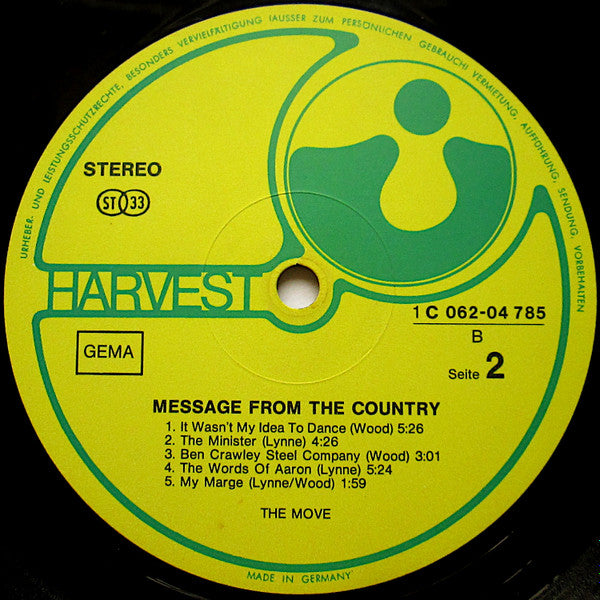 URHEBER- UND LEISTUNGSSCHUTZRECHTE, BESONDERS VERVIELFÄLTIGUNG (AUSSER ZUM PERSÖNLICHEN GEBRAUCH) VERMIETUNG, AUFFÜHRUNG, SENDUNG, VORBEHALTEN
STEREO
ST 33
HARVEST
1 C 062-04 785
B
Seite 2
GEMA
MESSAGE FROM THE COUNTRY
1. It Wasn't My Idea To Dance (Wood) 5:26
2. The Minister (Lynne) 4:26
3. Ben Crawley Steel Company (Wood) 3:01
4. The Words Of Aaron (Lynne) 5:24
5. My Marge (Lynne/Wood) 1:59
THE MOVE
MADE IN GERMANY